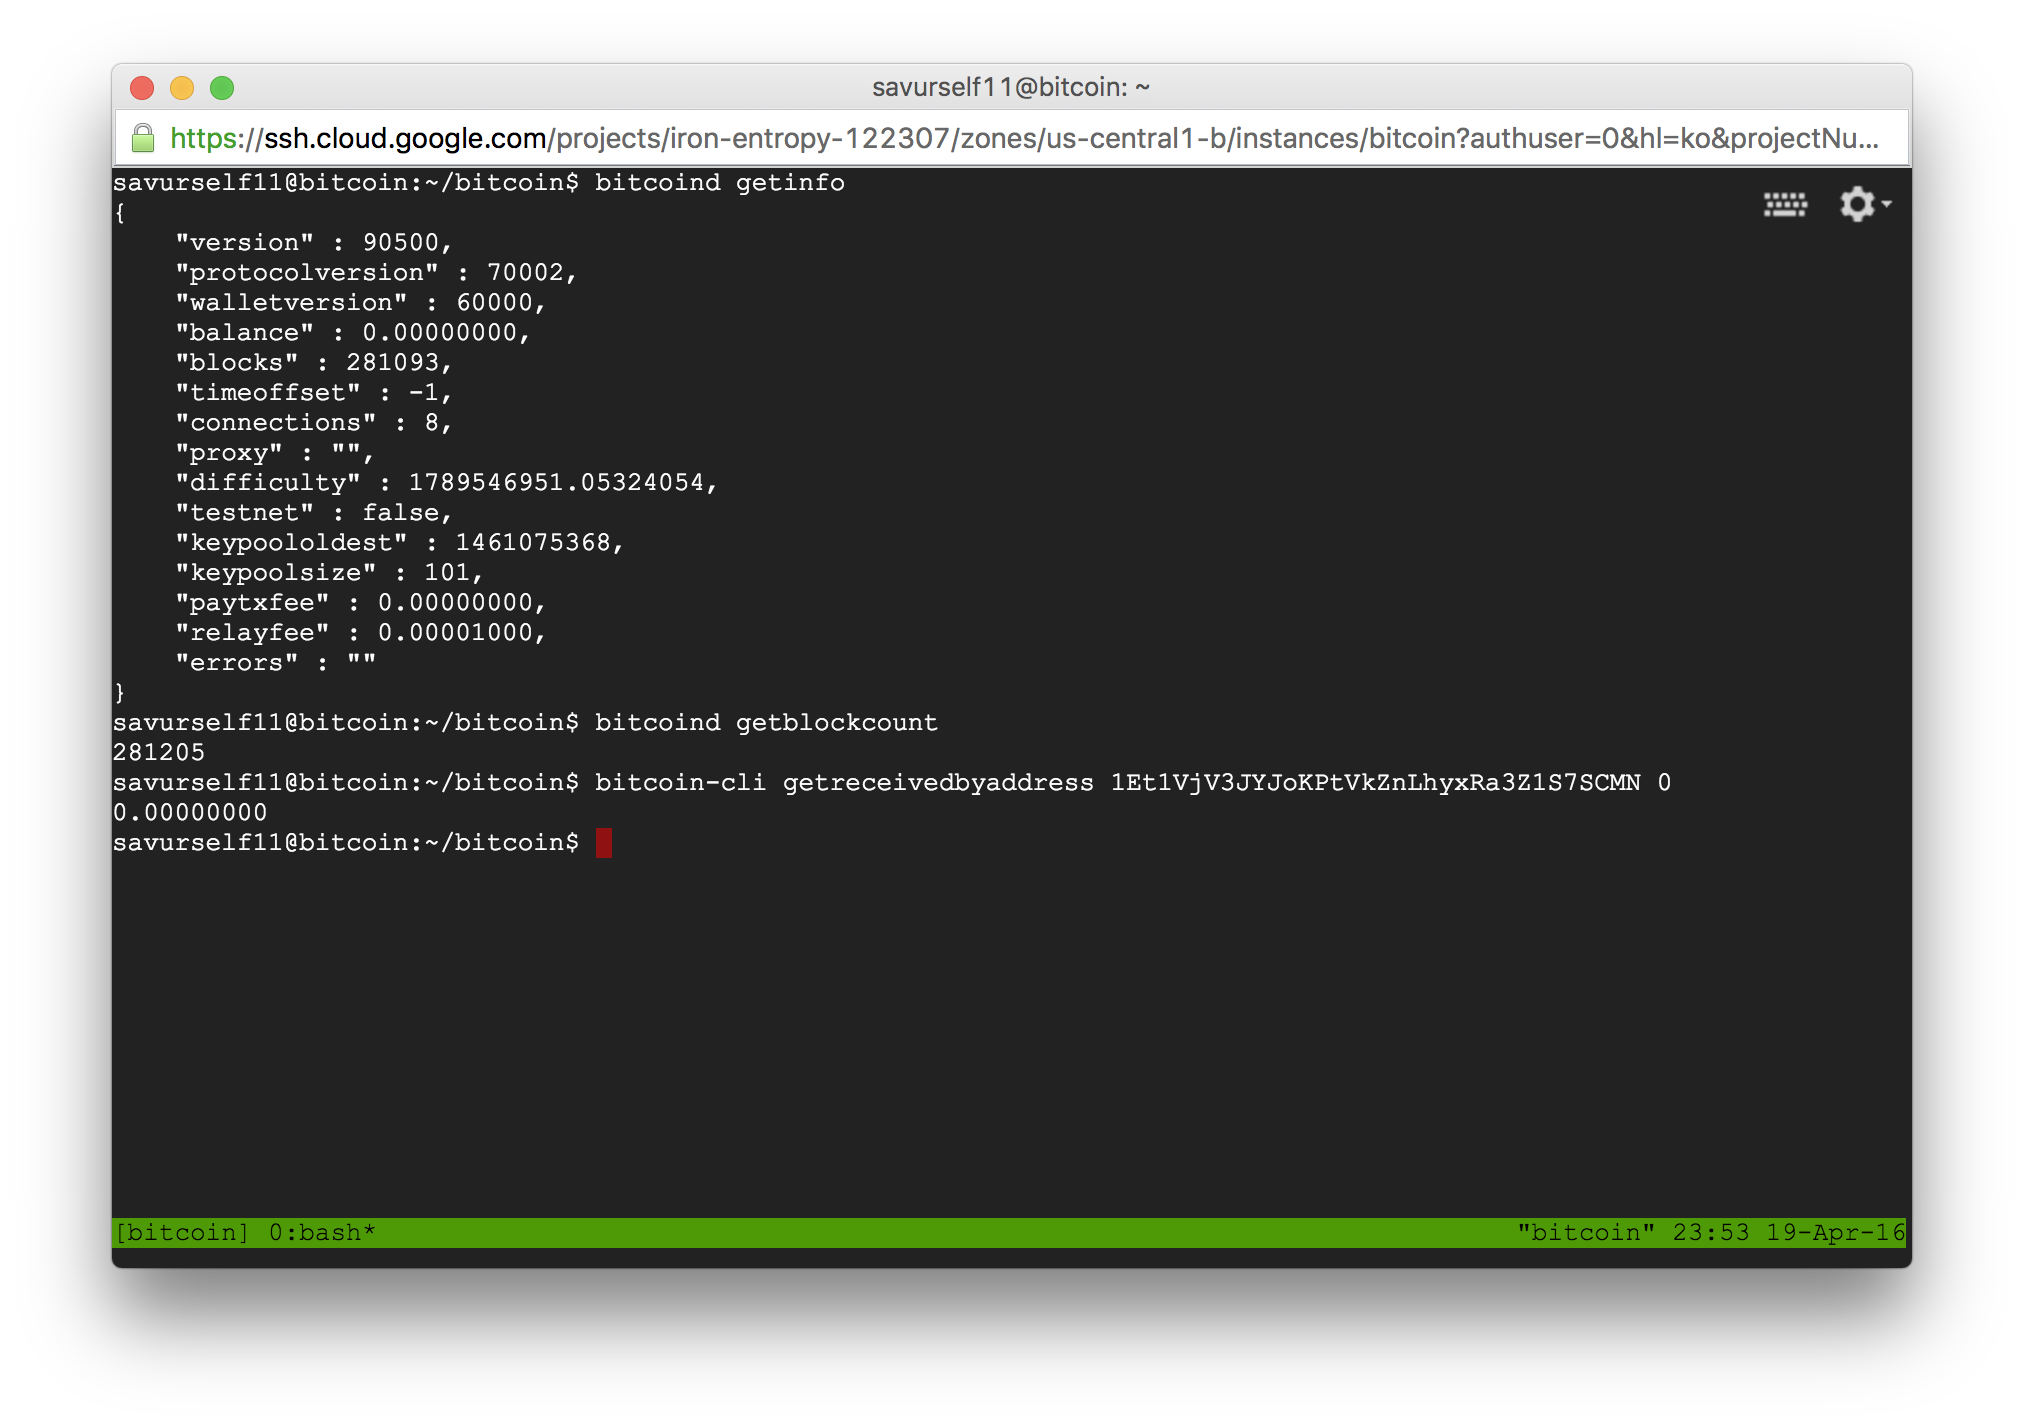 savurself11@bitcoin: ~
https://ssh.cloud.google.com/projects/iron-entropy-122307/zones/us-central1-b/instances/bitcoin?authuser=0&hl=ko&projectNu...
savurself11@bitcoin:~/bitcoin$ bitcoind getinfo
{
    "version" : 90500,
    "protocolversion" : 70002,
    "walletversion" : 60000,
    "balance" : 0.00000000,
    "blocks" : 281093,
    "timeoffset" : -1,
    "connections" : 8,
    "proxy" : "",
    "difficulty" : 1789546951.05324054,
    "testnet" : false,
    "keypoololdest" : 1461075368,
    "keypoolsize" : 101,
    "paytxfee" : 0.00000000,
    "relayfee" : 0.00001000,
    "errors" : ""
}
savurself11@bitcoin:~/bitcoin$ bitcoind getblockcount
281205
savurself11@bitcoin:~/bitcoin$ bitcoin-cli getreceivedbyaddress 1Et1VjV3JYJoKPtVkZnLhyxRa3Z1S7SCMN 0
0.00000000
savurself11@bitcoin:~/bitcoin$
[bitcoin] 0:bash* "bitcoin" 23:53 19-Apr-16